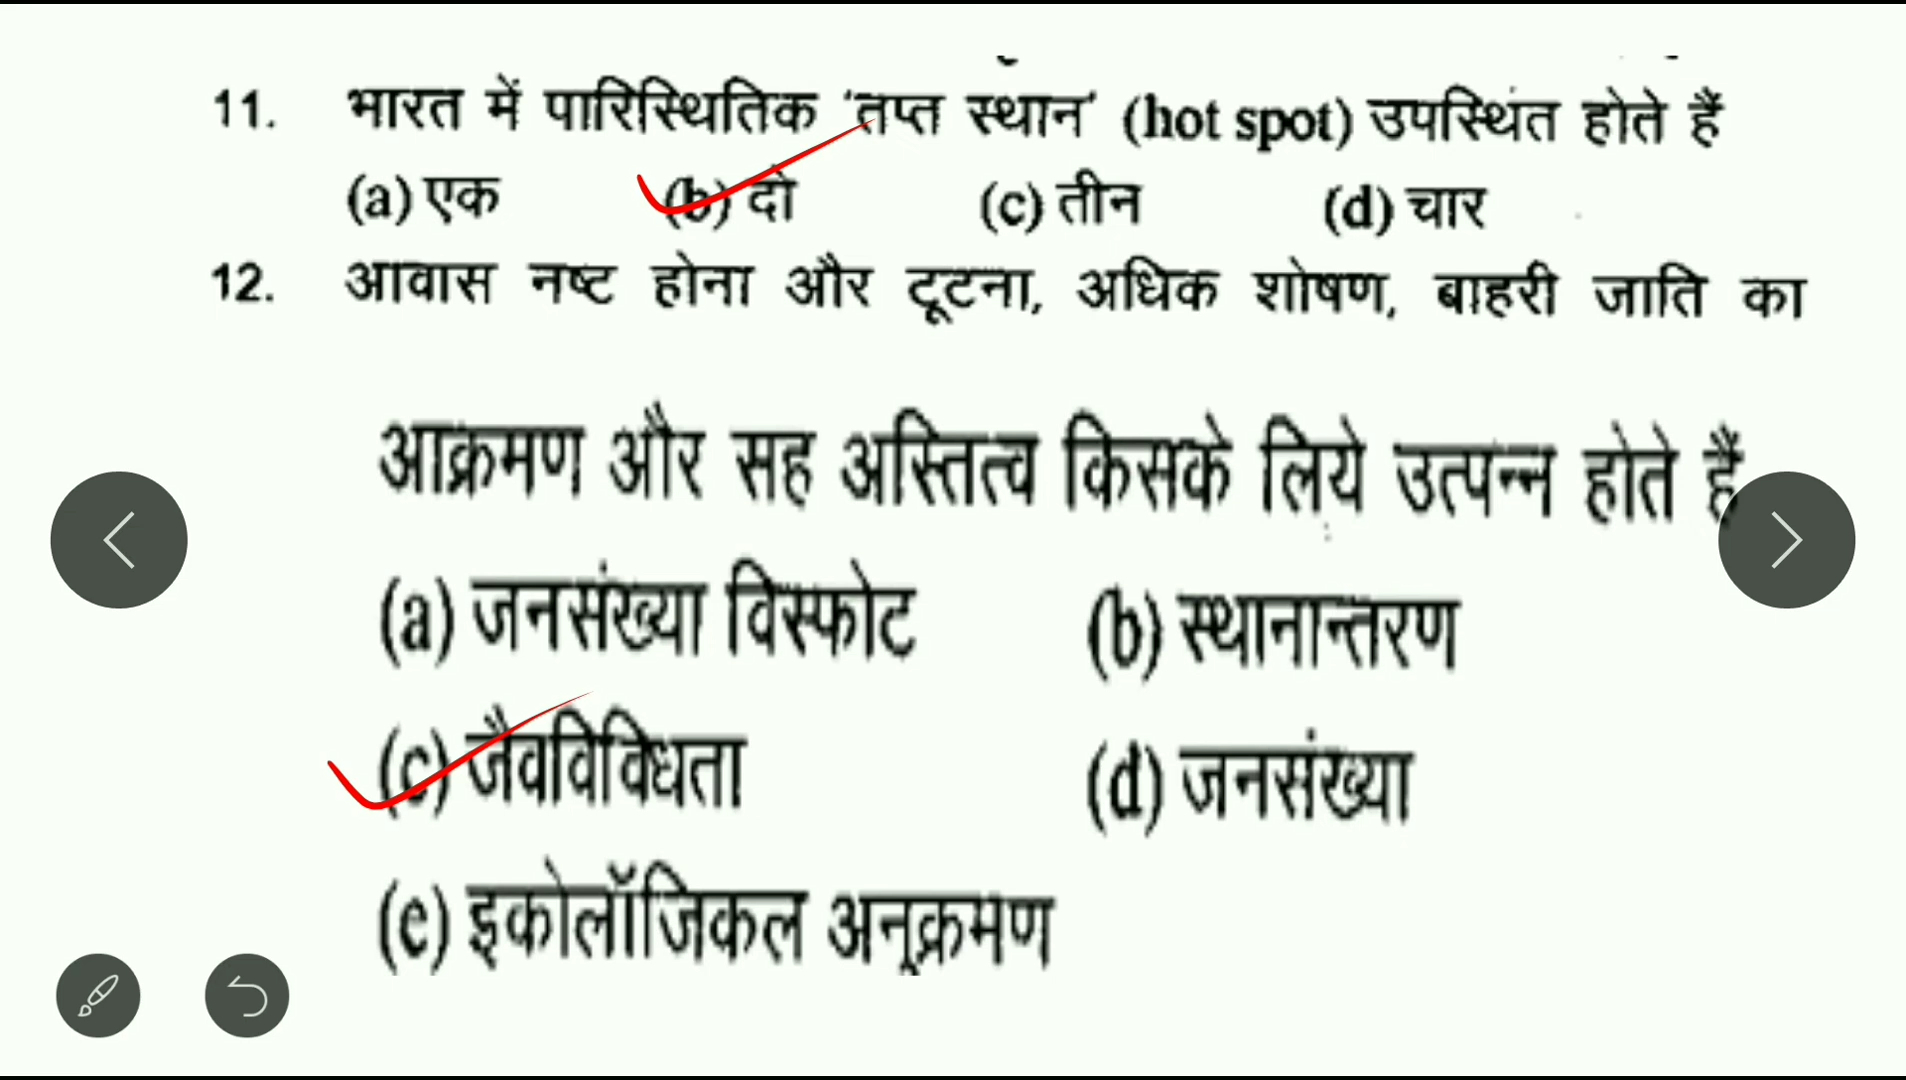 11. भारत में पारिस्थितिक 'तप्त स्थान' (hot spot) उपस्थित होते हैं
(a) एक (b) दो (c) तीन (d) चार
12. आवास नष्ट होना और टूटना, अधिक शोषण, बाहरी जाति का
आक्रमण और सह अस्तित्व किसके लिये उत्पन्न होते हैं
(a) जनसंख्या विस्फोट (b) स्थानान्तरण
(c) जैवविविधता (d) जनसंख्या
(e) इकोलॉजिकल अनुक्रमण